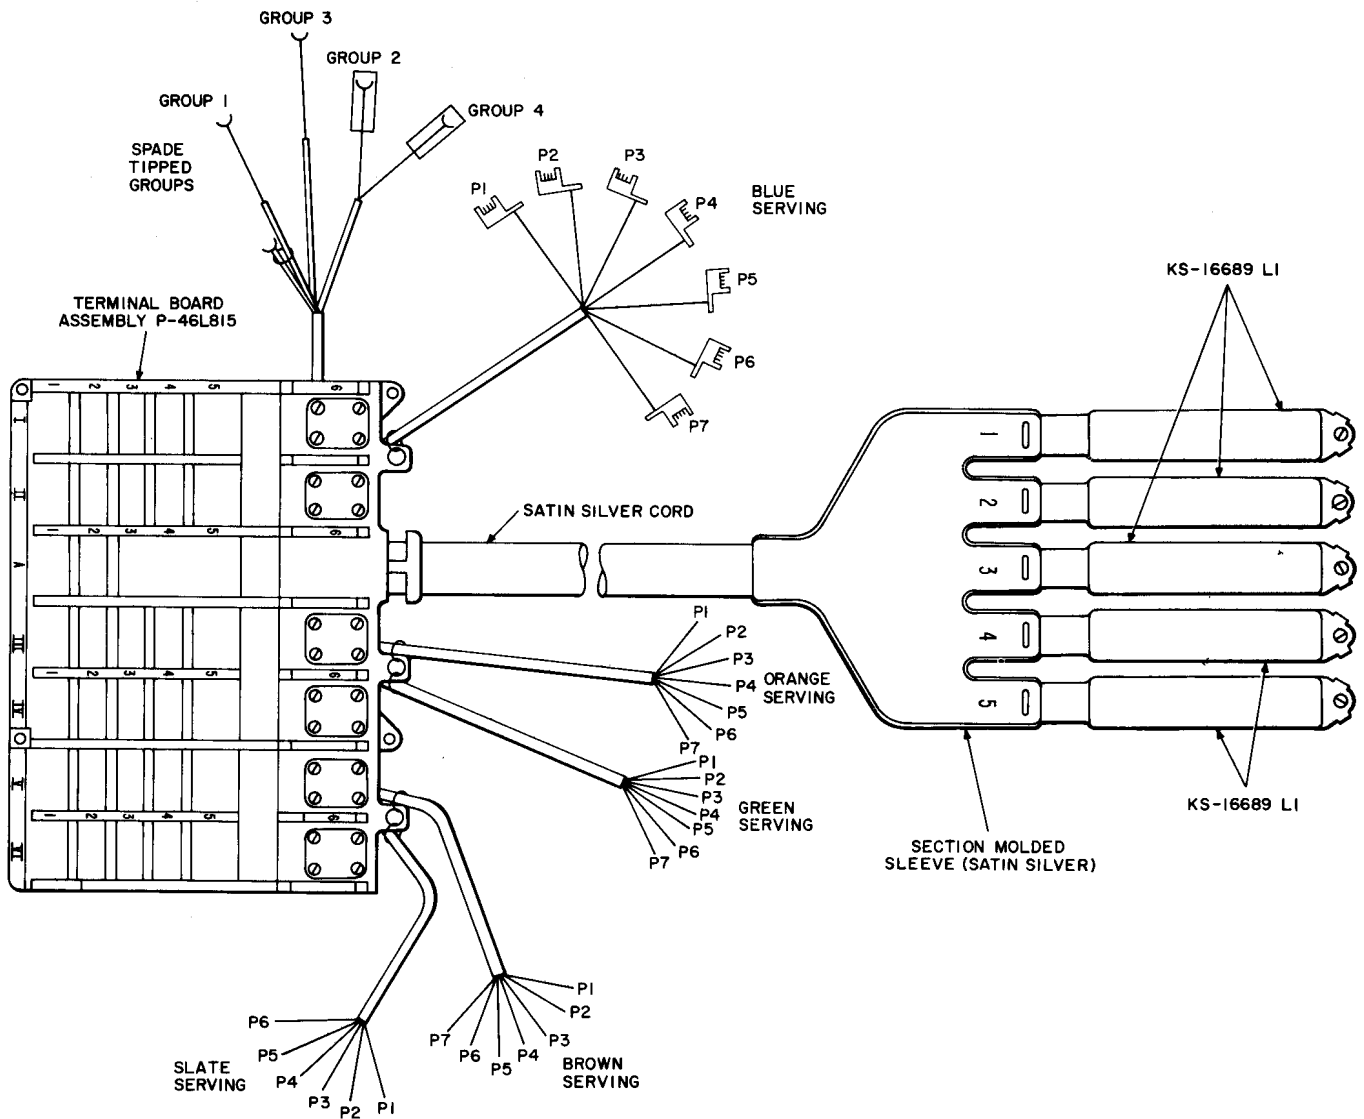 GROUP 3
GROUP 2
GROUP 1
GROUP 4
SPADE
TIPPED
GROUPS
P1
P2
P3
P4
P5
P6
P7
BLUE
SERVING
KS-16689 L1
TERMINAL BOARD
ASSEMBLY P-46L815
1 2 3 4 5 6
I
II
1 2 3 4 5 6
A
III
1 2 3 4 5 6
IV
V
1 2 3 4 5 6
SATIN SILVER CORD
1
2
3
4
5
P1
P2
P3
P4
P5
P6
P7
ORANGE
SERVING
P1
P2
P3
P4
P5
P6
P7
GREEN
SERVING
KS-16689 L1
SECTION MOLDED
SLEEVE (SATIN SILVER)
P1
P2
P3
P4
P5
P6
P7
BROWN
SERVING
P6
P5
P4
P3
P2
P1
SLATE
SERVING